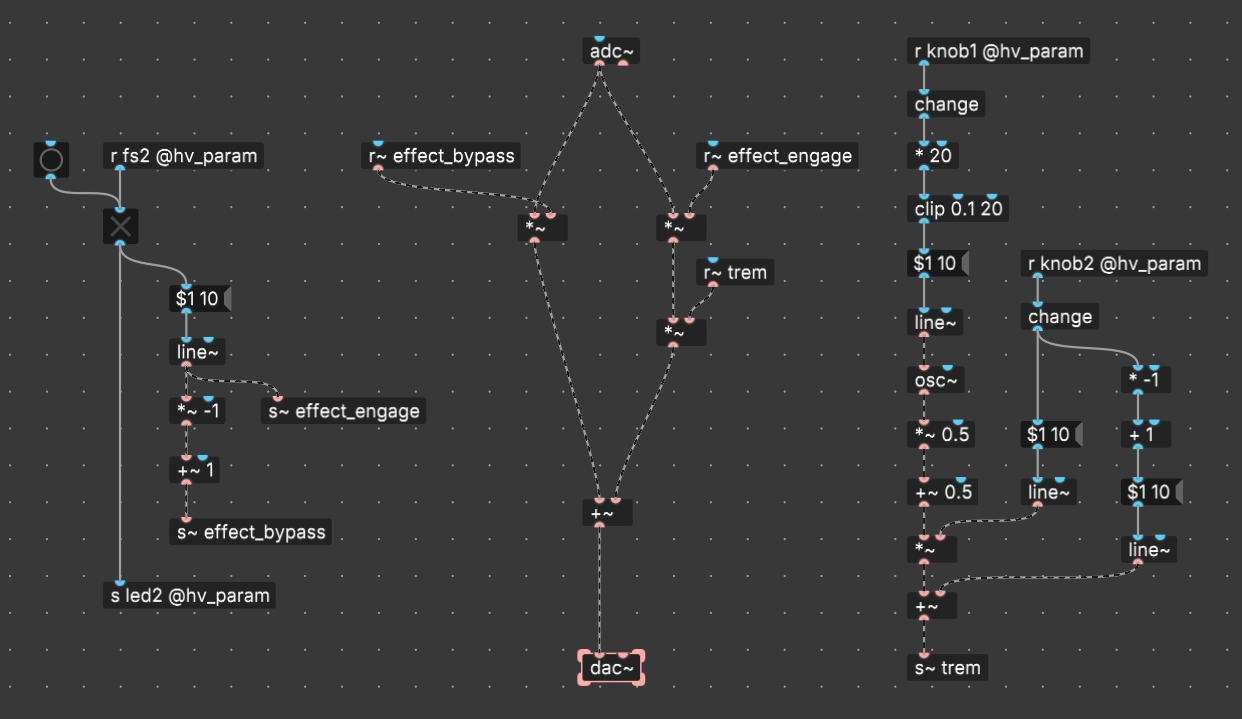 adc~
r knob1 @hv_param
change
r fs2 @hv_param
r~ effect_bypass
r~ effect_engage
* 20
clip 0.1 20
*~
*~
$1 10
r knob2 @hv_param
r~ trem
$1 10
line~
change
*~
line~
osc~
* -1
*~ -1
s~ effect_engage
*~ 0.5
$1 10
+ 1
+~ 1
+~ 0.5
line~
$1 10
+~
s~ effect_bypass
*~
line~
s led2 @hv_param
+~
dac~
s~ trem